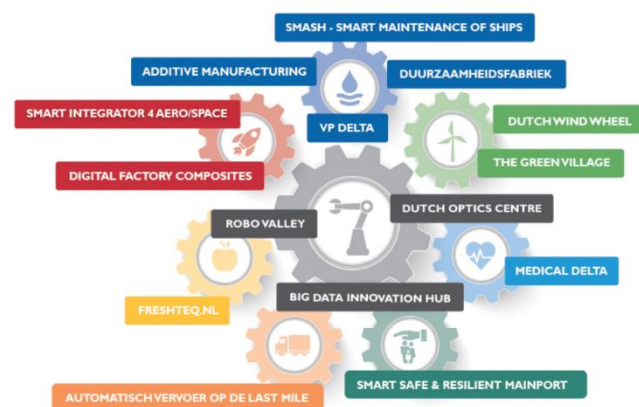 SMASH - SMART MAINTENANCE OF SHIPS
ADDITIVE MANUFACTURING
DUURZAAMHEIDSFABRIEK
SMART INTEGRATOR 4 AERO/SPACE
VP DELTA
DUTCH WIND WHEEL
DIGITAL FACTORY COMPOSITES
THE GREEN VILLAGE
ROBO VALLEY
DUTCH OPTICS CENTRE
MEDICAL DELTA
BIG DATA INNOVATION HUB
FRESHTEQ.NL
SMART SAFE & RESILIENT MAINPORT
AUTOMATISCH VERVOER OP DE LAST MILE